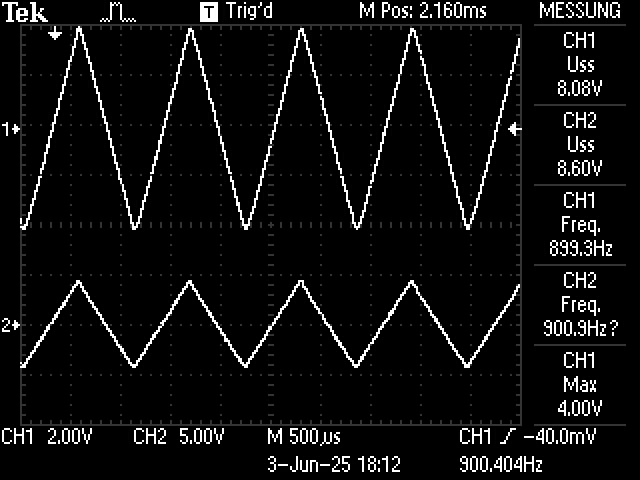 Tek T Trig'd M Pos: 2.160ms MESSUNG
CH1
Uss
8.08V
CH2
Uss
8.60V
CH1
Freq.
899.3Hz
CH2
Freq.
900.9Hz?
CH1
Max
4.00V
1
2
CH1 2.00V CH2 5.00V M 500µs CH1 -40.0mV
3-Jun-25 18:12 900.404Hz